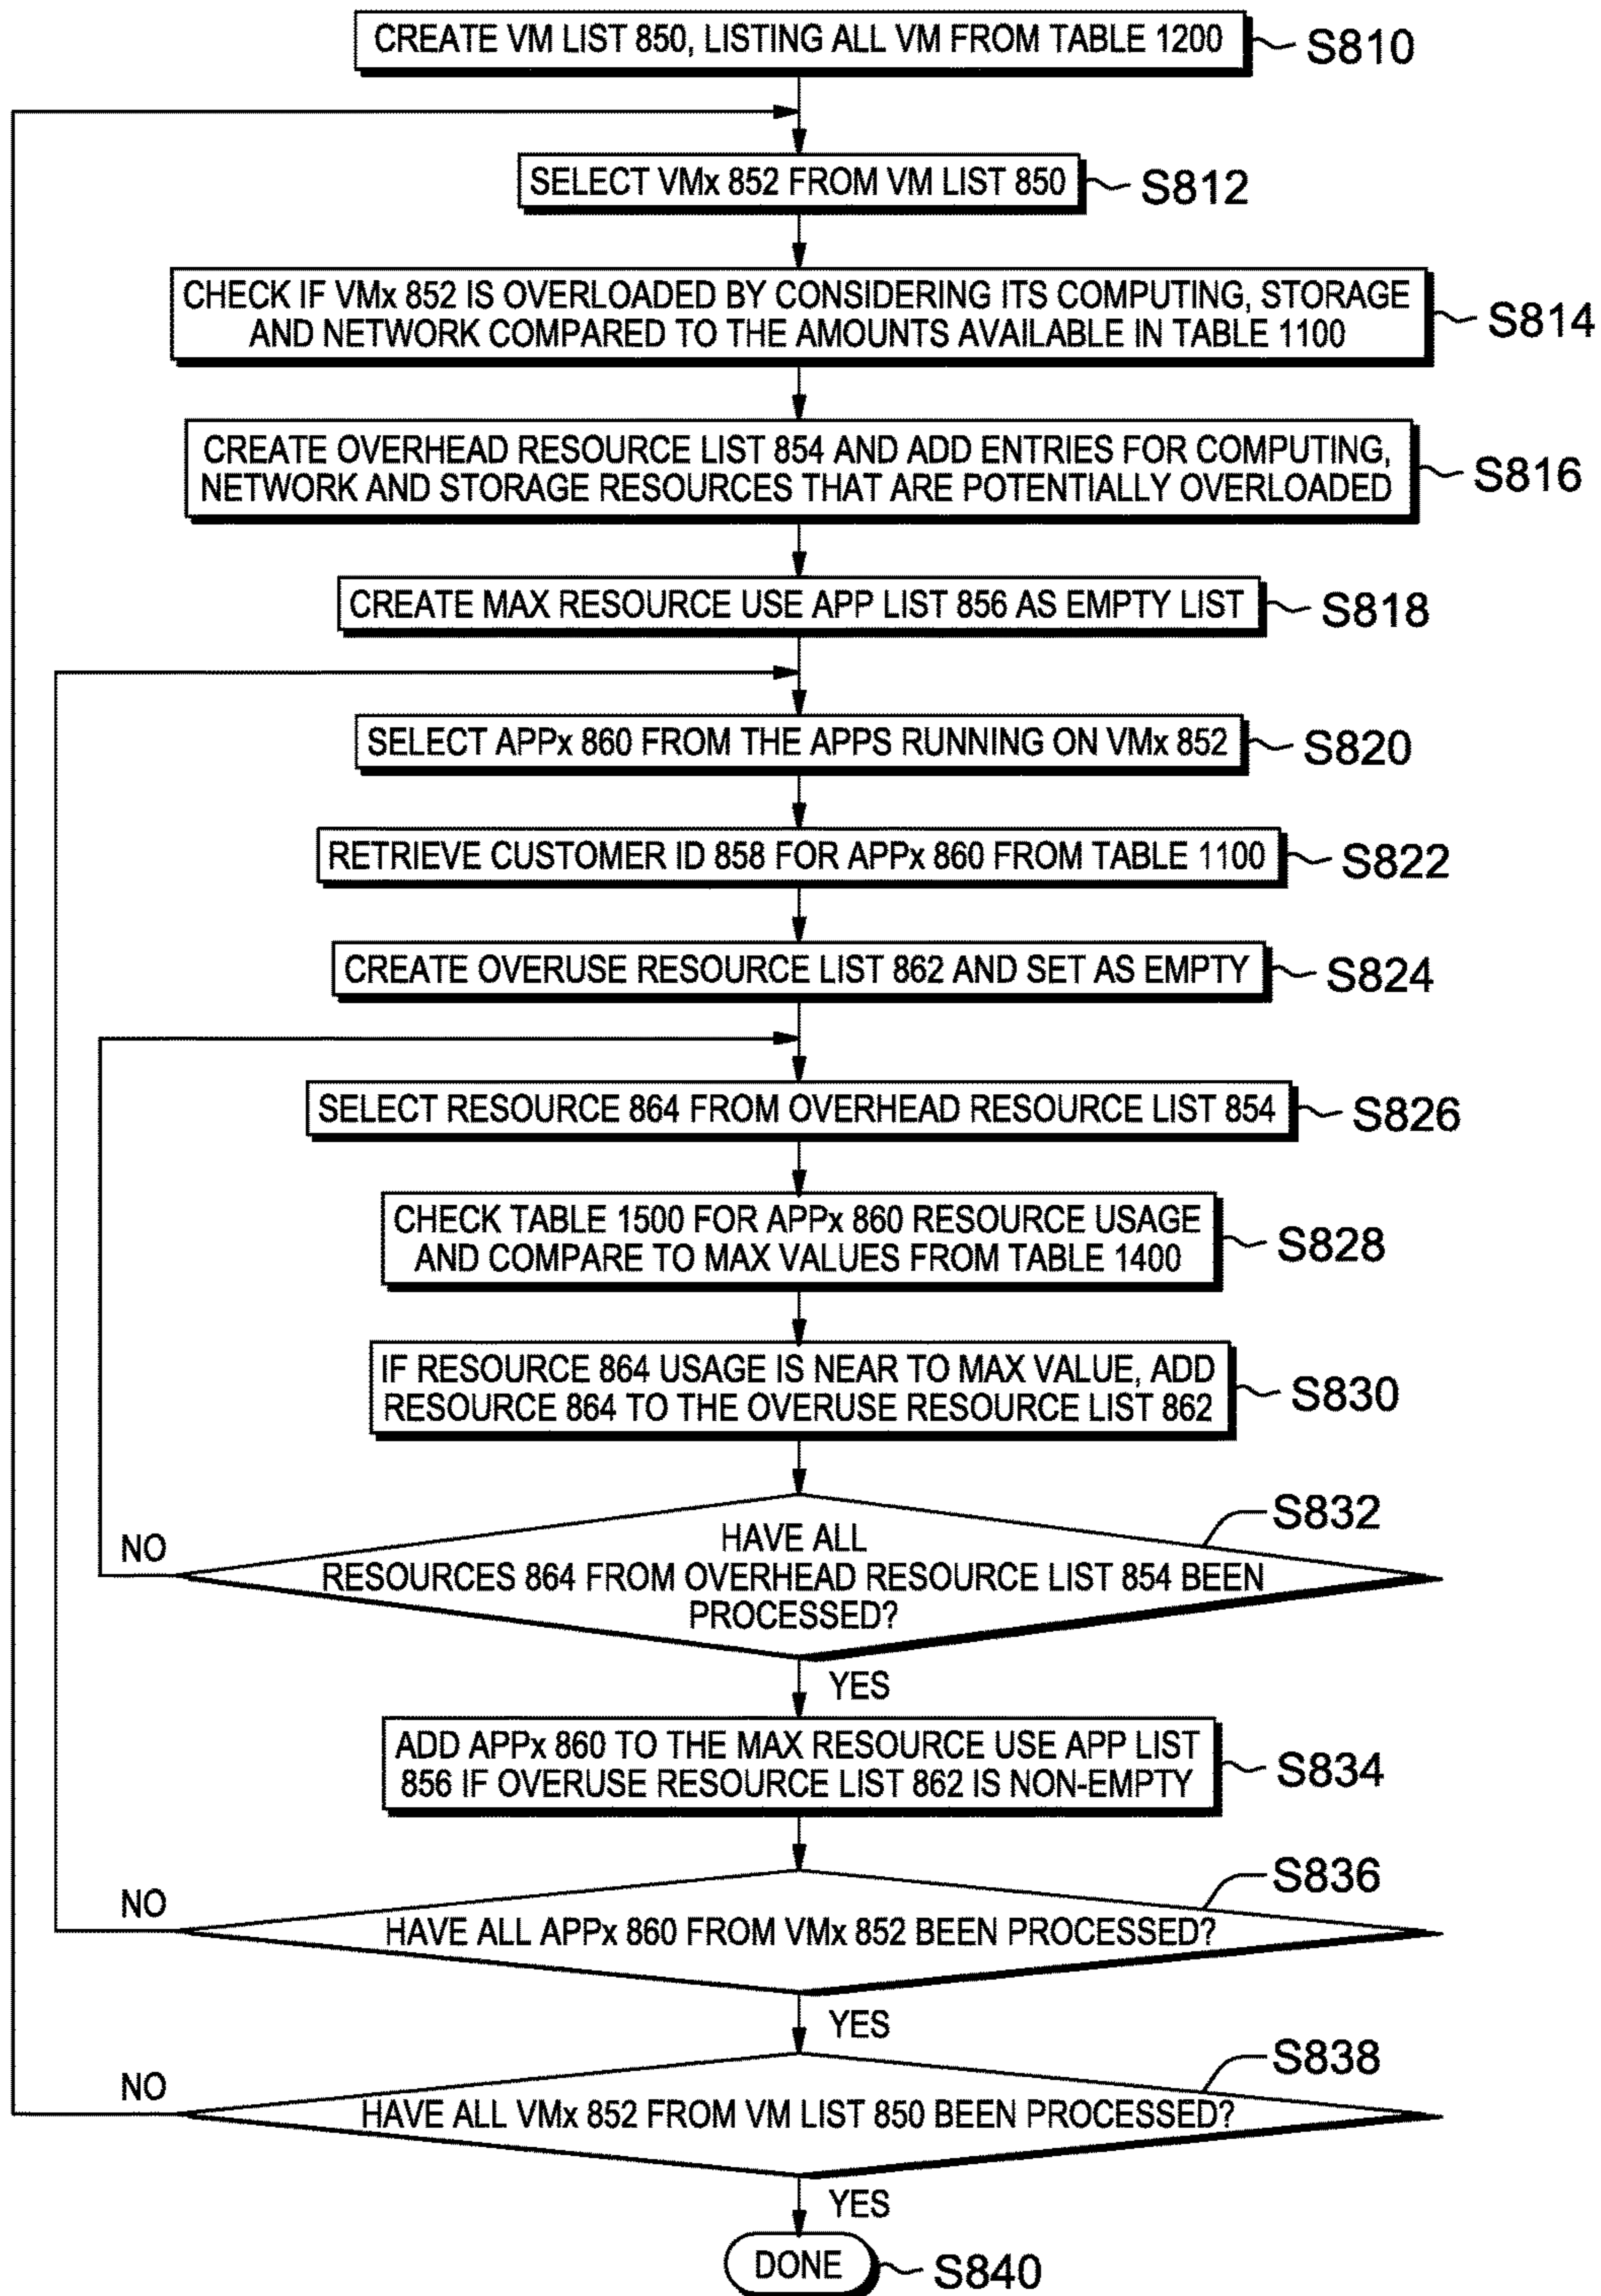 CREATE VM LIST 850, LISTING ALL VM FROM TABLE 1200
S810
SELECT VMx 852 FROM VM LIST 850
S812
CHECK IF VMx 852 IS OVERLOADED BY CONSIDERING ITS COMPUTING, STORAGE
AND NETWORK COMPARED TO THE AMOUNTS AVAILABLE IN TABLE 1100
S814
CREATE OVERHEAD RESOURCE LIST 854 AND ADD ENTRIES FOR COMPUTING,
NETWORK AND STORAGE RESOURCES THAT ARE POTENTIALLY OVERLOADED
S816
CREATE MAX RESOURCE USE APP LIST 856 AS EMPTY LIST
S818
SELECT APPx 860 FROM THE APPS RUNNING ON VMx 852
S820
RETRIEVE CUSTOMER ID 858 FOR APPx 860 FROM TABLE 1100
S822
CREATE OVERUSE RESOURCE LIST 862 AND SET AS EMPTY
S824
SELECT RESOURCE 864 FROM OVERHEAD RESOURCE LIST 854
S826
CHECK TABLE 1500 FOR APPx 860 RESOURCE USAGE
AND COMPARE TO MAX VALUES FROM TABLE 1400
S828
IF RESOURCE 864 USAGE IS NEAR TO MAX VALUE, ADD
RESOURCE 864 TO THE OVERUSE RESOURCE LIST 862
S830
S832
NO
HAVE ALL
RESOURCES 864 FROM OVERHEAD RESOURCE LIST 854 BEEN
PROCESSED?
YES
ADD APPx 860 TO THE MAX RESOURCE USE APP LIST
856 IF OVERUSE RESOURCE LIST 862 IS NON-EMPTY
S834
S836
NO
HAVE ALL APPx 860 FROM VMx 852 BEEN PROCESSED?
YES
S838
NO
HAVE ALL VMx 852 FROM VM LIST 850 BEEN PROCESSED?
YES
DONE
S840